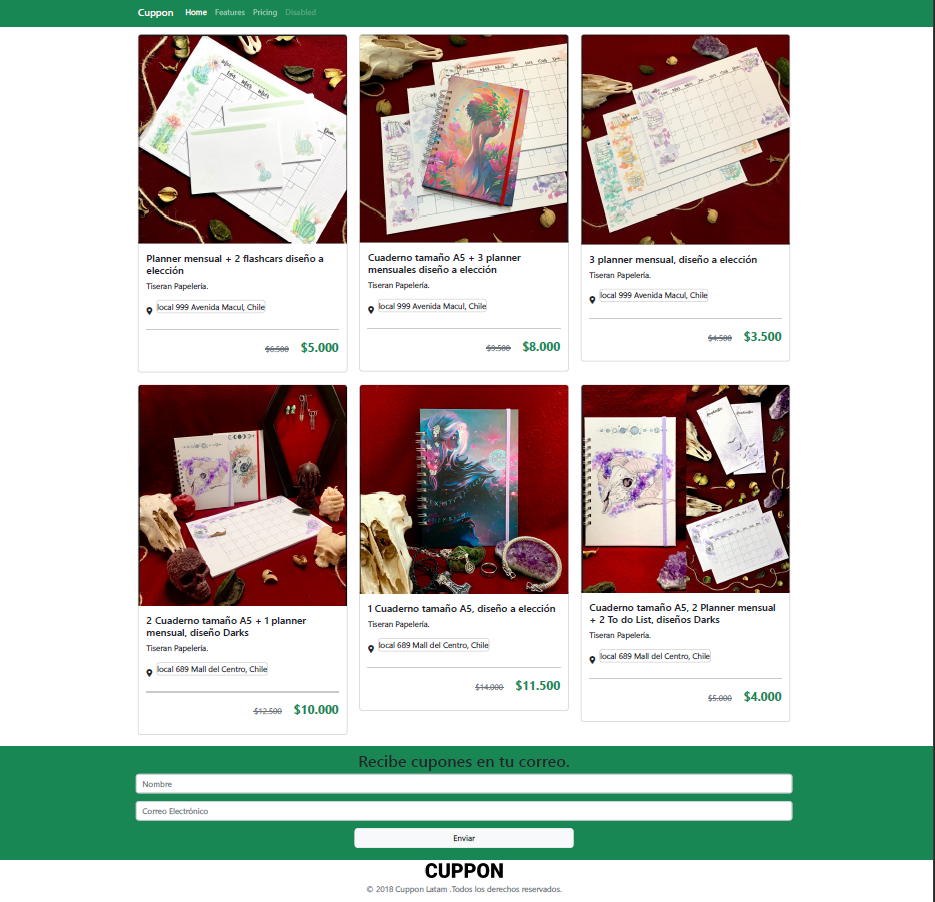 Cuppon Home Features Pricing Disabled
Planner mensual + 2 flashcars diseño a
elección
Tiseran Papelería.
local 999 Avenida Macul, Chile
$6.500 $5.000
Cuaderno tamaño A5 + 3 planner
mensuales diseño a elección
Tiseran Papelería.
local 999 Avenida Macul, Chile
$9.500 $8.000
3 planner mensual, diseño a elección
Tiseran Papelería.
local 999 Avenida Macul, Chile
$4.500 $3.500
2 Cuaderno tamaño A5 + 1 planner
mensual, diseño Darks
Tiseran Papelería.
local 689 Mall del Centro, Chile
$12.500 $10.000
1 Cuaderno tamaño A5, diseño a elección
Tiseran Papelería.
local 689 Mall del Centro, Chile
$14.000 $11.500
Cuaderno tamaño A5, 2 Planner mensual
+ 2 To do List, diseños Darks
Tiseran Papelería.
local 689 Mall del Centro, Chile
$5.000 $4.000
Recibe cupones en tu correo.
Nombre
Correo Electrónico
Enviar
CUPPON
© 2018 Cuppon Latam .Todos los derechos reservados.